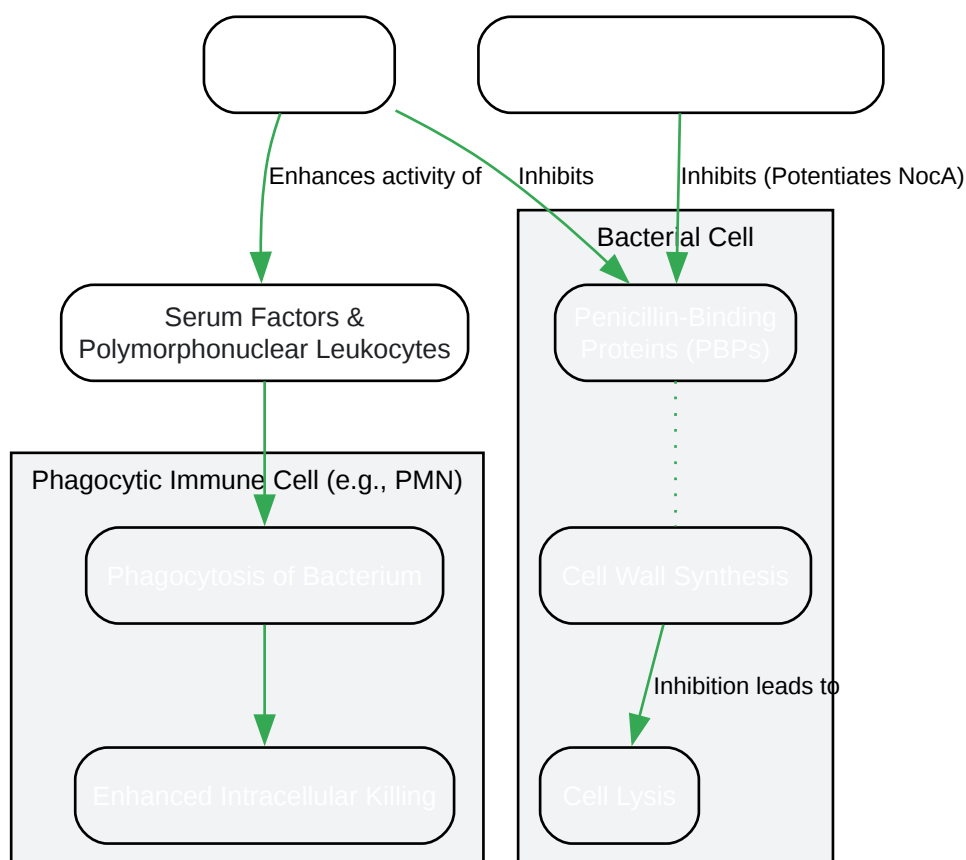 Enhances activity of
Inhibits
Inhibits (Potentiates NocA)
Bacterial Cell
Serum Factors &
Polymorphonuclear Leukocytes
Penicillin-Binding
Proteins (PBPs)
Phagocytic Immune Cell (e.g., PMN)
Phagocytosis of Bacterium
Cell Wall Synthesis
Inhibition leads to
Enhanced Intracellular Killing
Cell Lysis